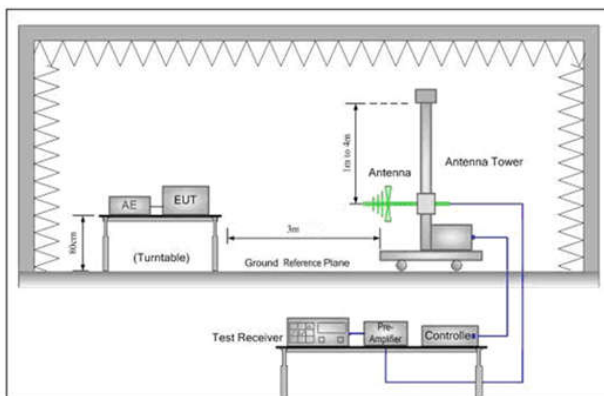 1m to 4m
Antenna
Antenna Tower
AE
EUT
80cm
(Turntable)
3m
Ground Reference Plane
Test Receiver
Pre-
Amplifier
Controller